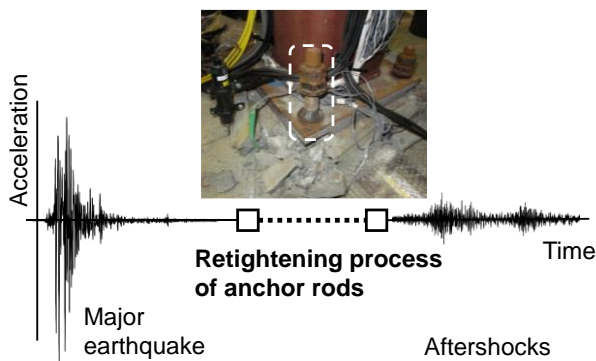 Acceleration
Time
Retightening process
of anchor rods
Major
earthquake
Aftershocks